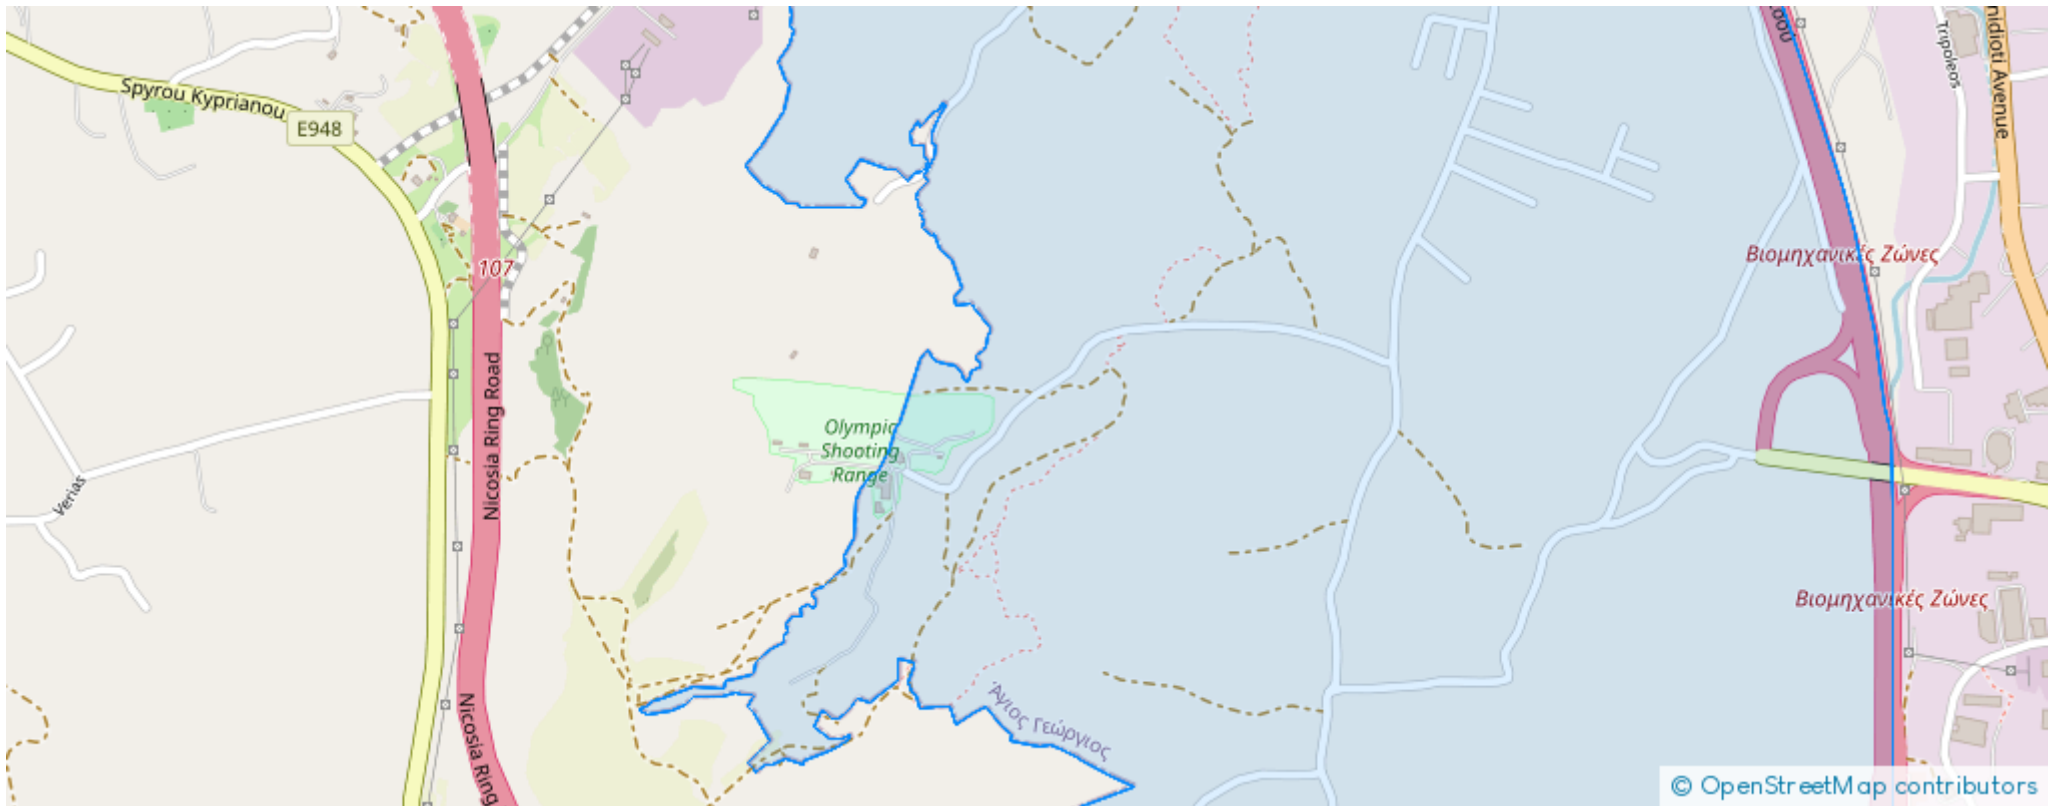 Spyrou Kyprianou
E948
107
Nicosia Ring Road
Nicosia Ring
Verias
Olympic
Shooting
Range
Άγιος Γεώργιος
Tripoleos
nidioti Avenue
Βιομηχανικές Ζώνες
Βιομηχανικές Ζώνες
© OpenStreetMap contributors